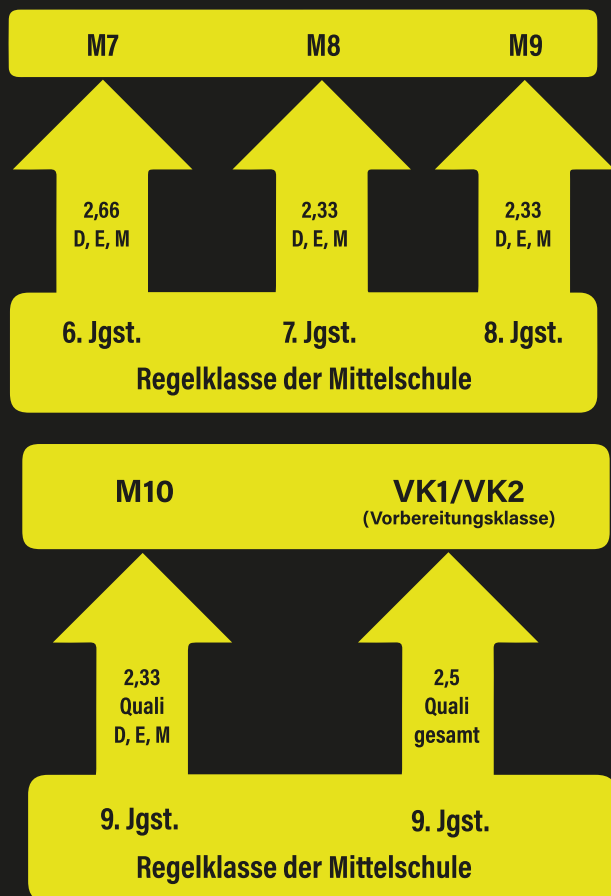 M7 M8 M9
2,66 2,33 2,33
D, E, M D, E, M D, E, M
6. Jgst. 7. Jgst. 8. Jgst.
Regelklasse der Mittelschule
M10 VK1/VK2
(Vorbereitungsklasse)
2,33 2,5
Quali Quali
D, E, M gesamt
9. Jgst. 9. Jgst.
Regelklasse der Mittelschule